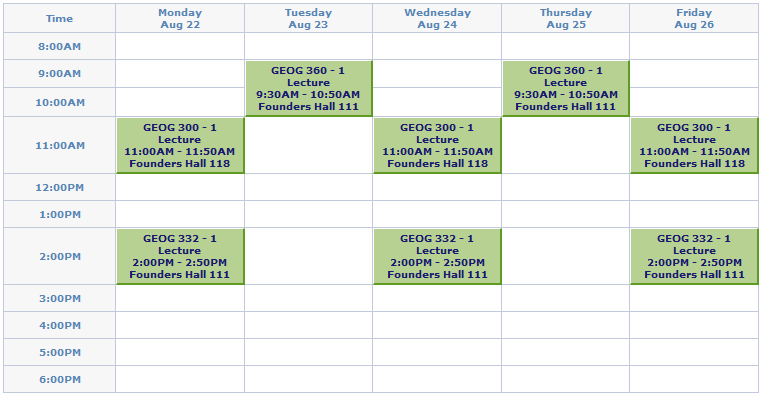 Time
Monday
Aug 22
Tuesday
Aug 23
Wednesday
Aug 24
Thursday
Aug 25
Friday
Aug 26
8:00AM
9:00AM
GEOG 360 - 1
Lecture
9:30AM - 10:50AM
Founders Hall 111
GEOG 360 - 1
Lecture
9:30AM - 10:50AM
Founders Hall 111
10:00AM
11:00AM
GEOG 300 - 1
Lecture
11:00AM - 11:50AM
Founders Hall 118
GEOG 300 - 1
Lecture
11:00AM - 11:50AM
Founders Hall 118
GEOG 300 - 1
Lecture
11:00AM - 11:50AM
Founders Hall 118
12:00PM
1:00PM
2:00PM
GEOG 332 - 1
Lecture
2:00PM - 2:50PM
Founders Hall 111
GEOG 332 - 1
Lecture
2:00PM - 2:50PM
Founders Hall 111
GEOG 332 - 1
Lecture
2:00PM - 2:50PM
Founders Hall 111
3:00PM
4:00PM
5:00PM
6:00PM